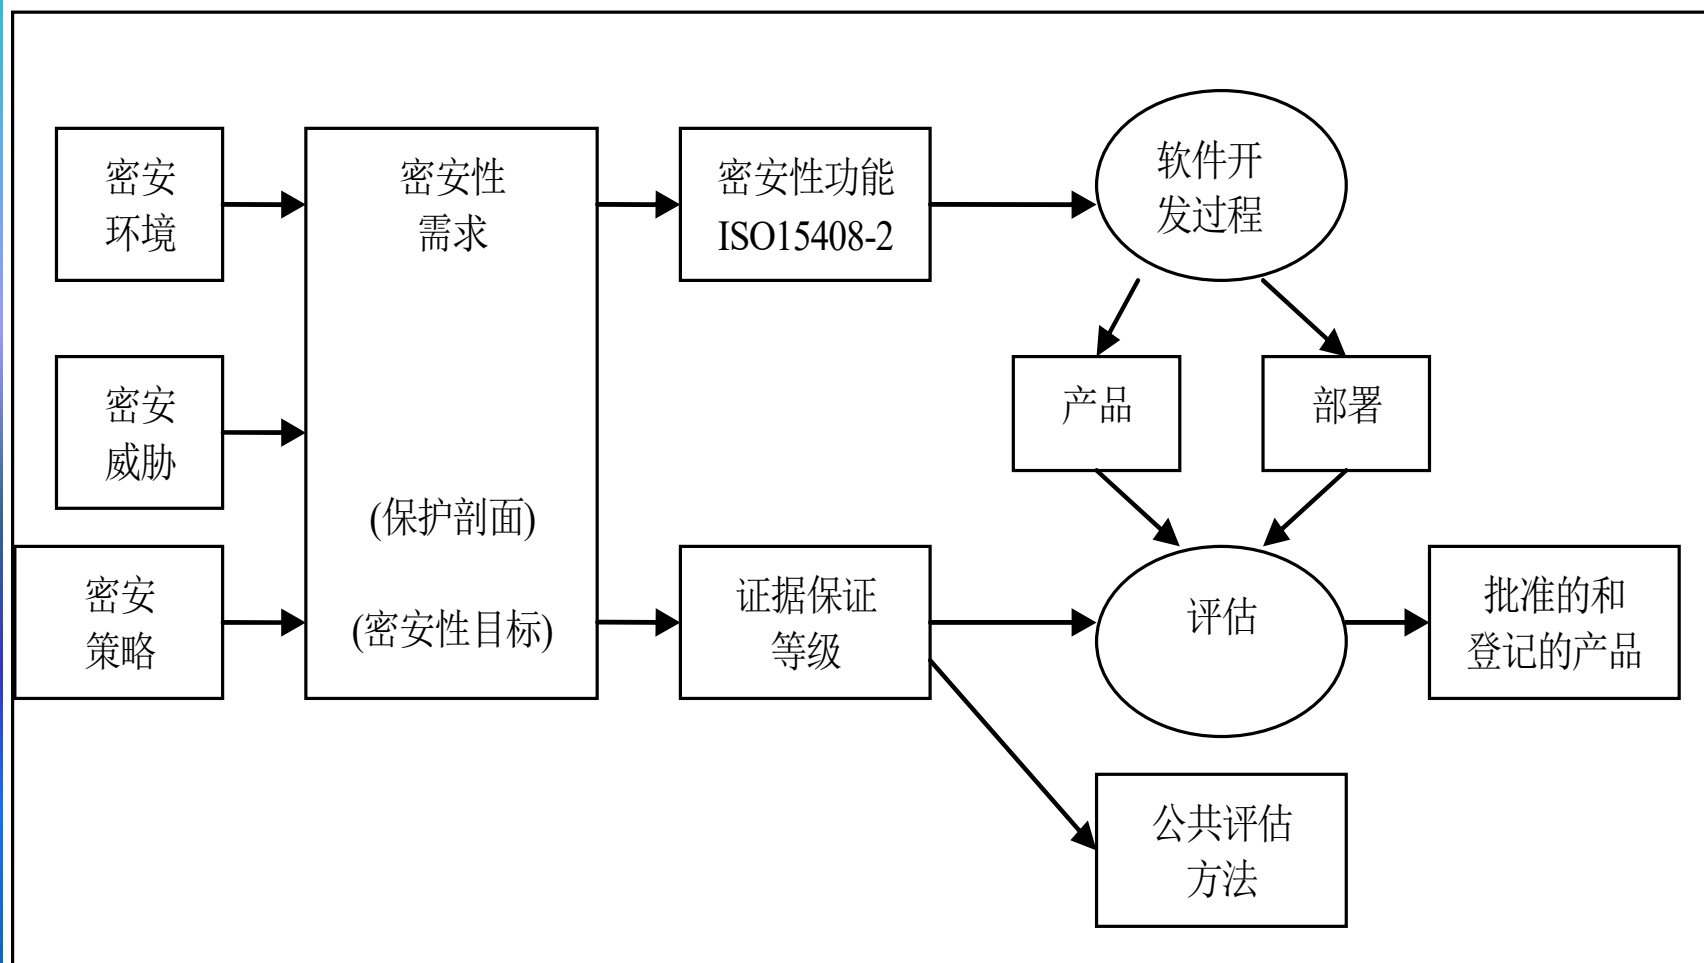 密安
环境
密安
威胁
密安
策略
密安性
需求
(保护剖面)
(密安性目标)
密安性功能
ISO15408-2
证据保证
等级
软件开
发过程
产品
部署
评估
公共评估
方法
批准的和
登记的产品